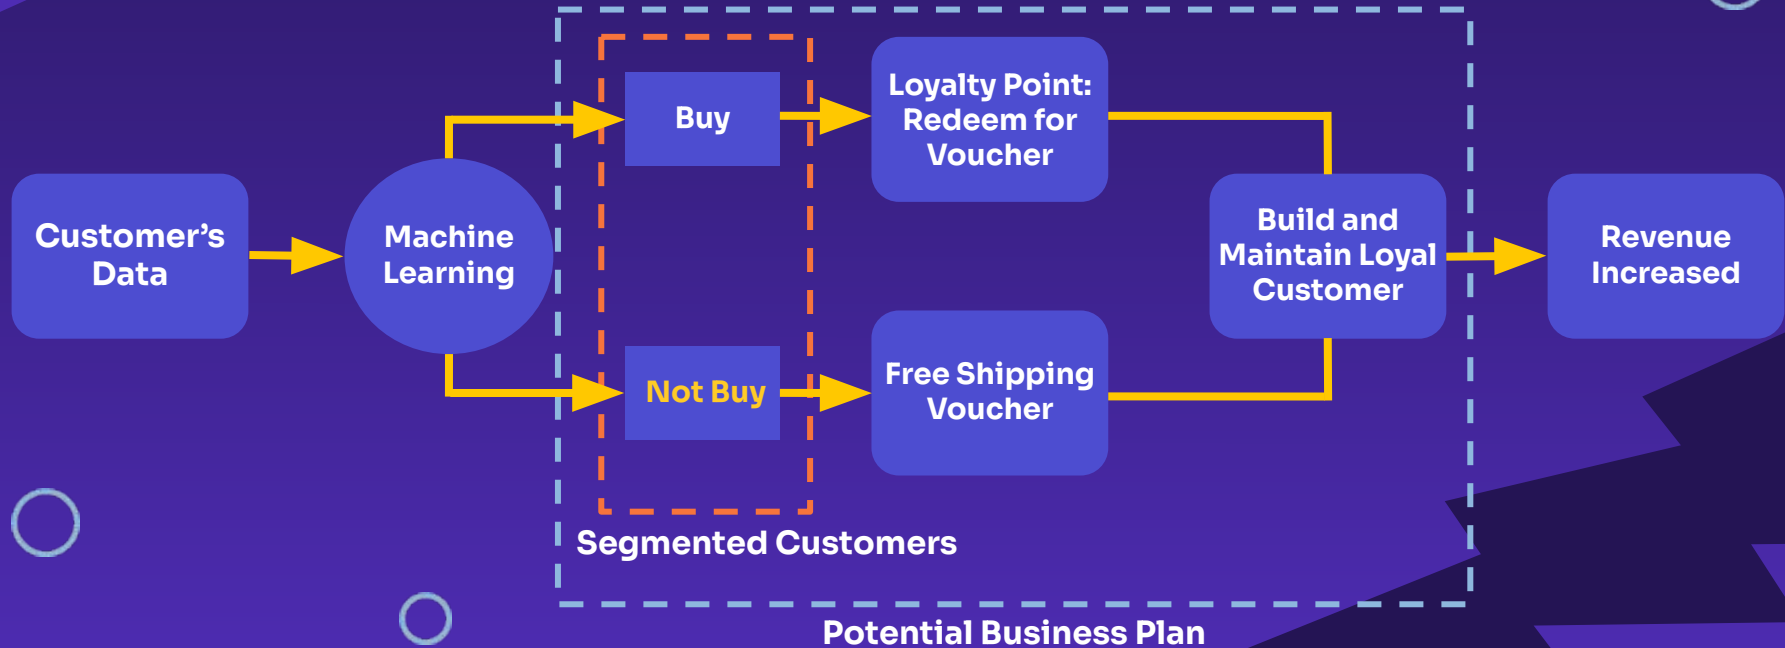 Customer's
Data
Machine
Learning
Buy
Not Buy
Segmented Customers
Loyalty Point:
Redeem for
Voucher
Free Shipping
Voucher
Build and
Maintain Loyal
Customer
Revenue
Increased
Potential Business Plan